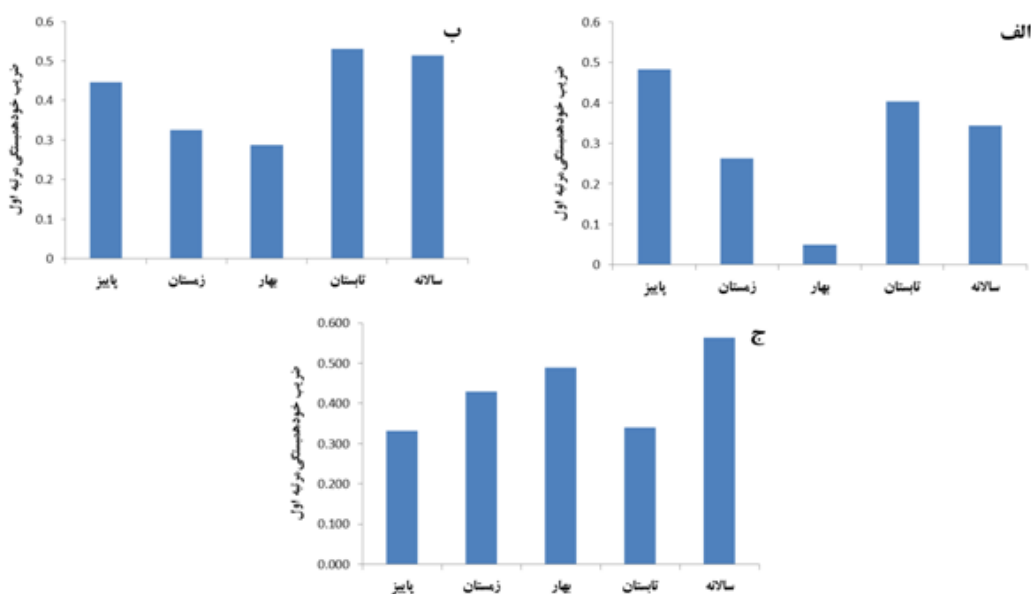 الف
ضریب خودهمبستگی مرتبه اول
0.6
0.5
0.4
0.3
0.2
0.1
0
پاییز زمستان بهار تابستان سالانه
ب
ضریب خودهمبستگی مرتبه اول
0.6
0.5
0.4
0.3
0.2
0.1
0
پاییز زمستان بهار تابستان سالانه
ج
ضریب خودهمبستگی مرتبه اول
0.600
0.500
0.400
0.300
0.200
0.100
0.000
پاییز زمستان بهار تابستان سالانه